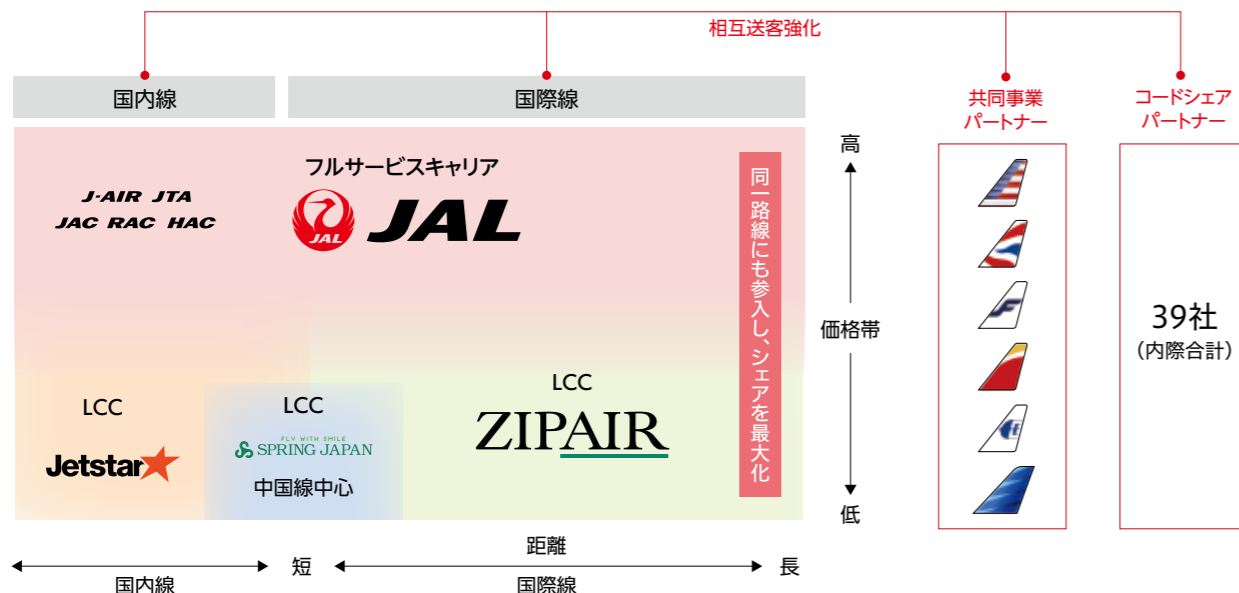 相互送客強化
国内線
国際線
共同事業
パートナー
コードシェア
パートナー
フルサービスキャリア
J-AIR JTA
JAC RAC HAC
JAL
JAL
同一路線にも参入し、シェアを最大化
高
価格帯
低
39社
(内際合計)
LCC
Jetstar
LCC
FLY WITH SMILE
SPRING JAPAN
中国線中心
LCC
ZIPAIR
国内線
短
距離
国際線
長